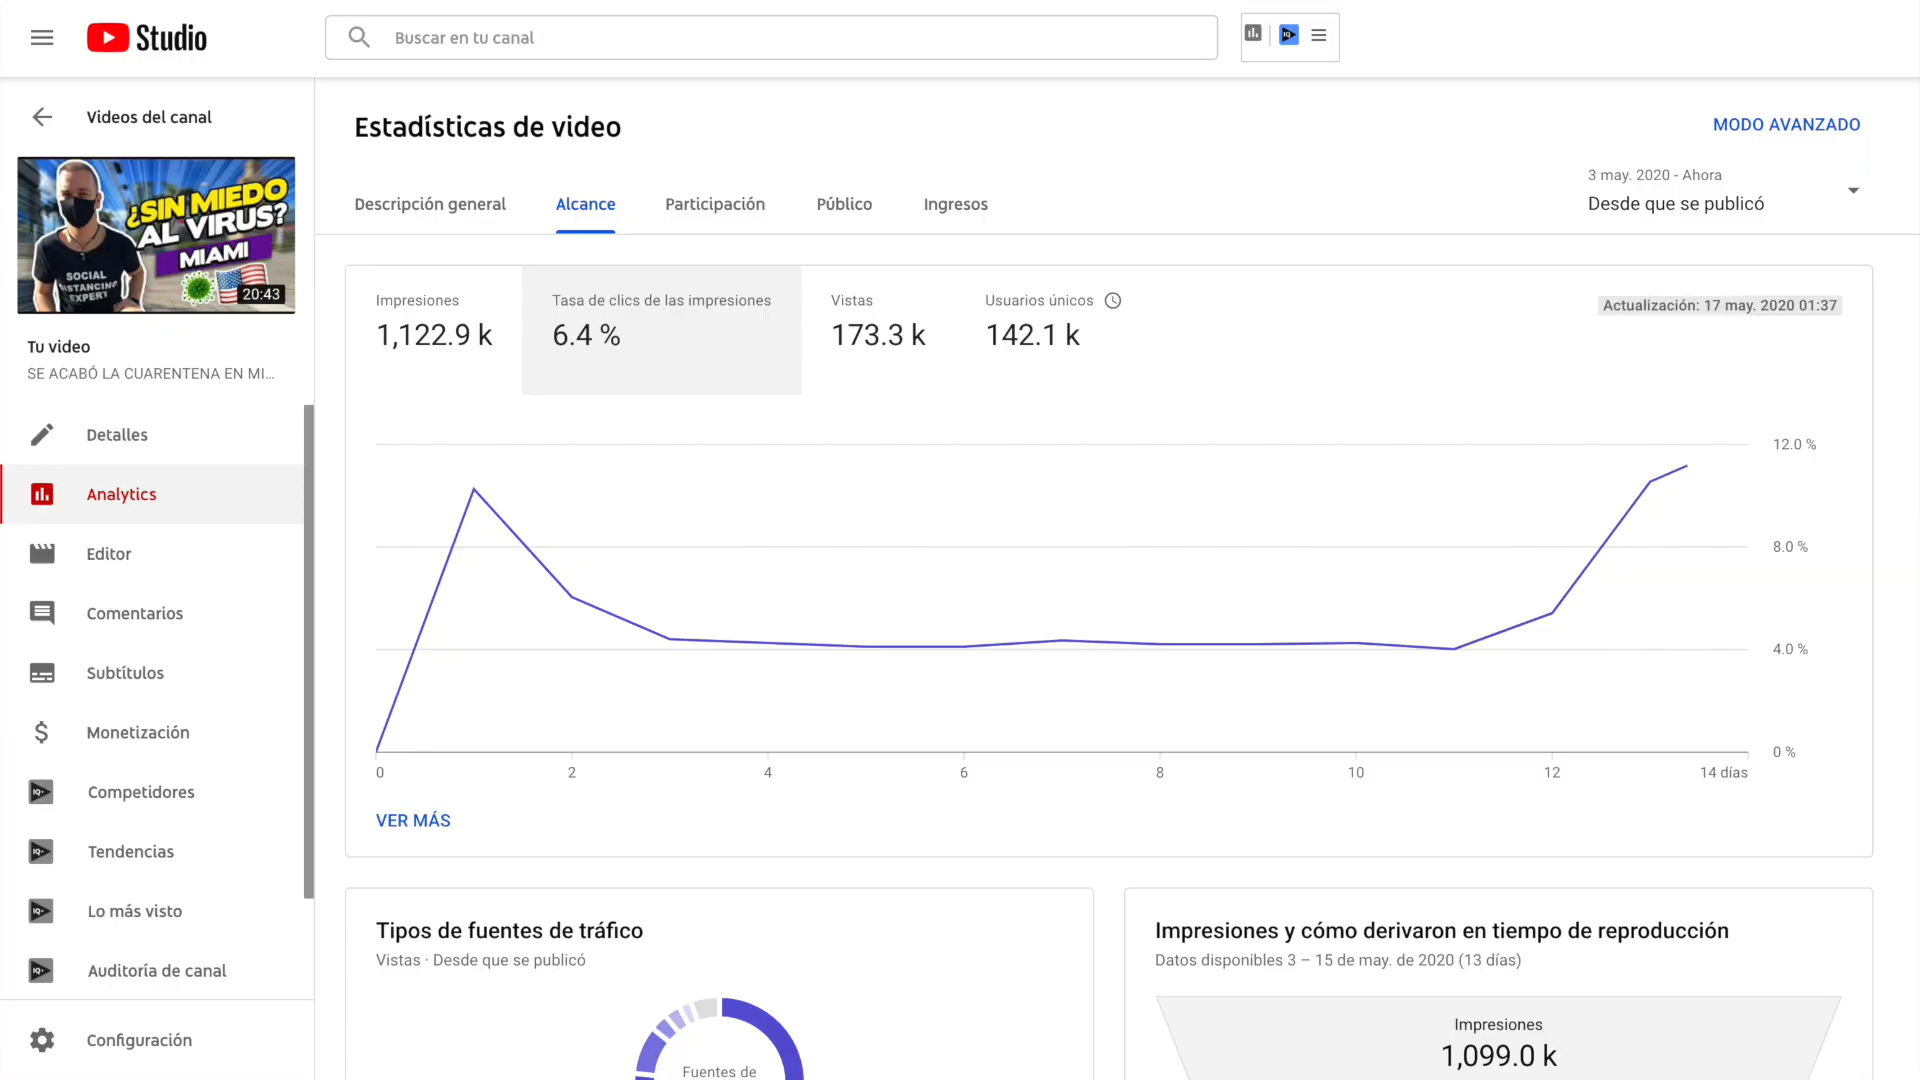 Studio
Buscar en tu canal
Videos del canal
¿SIN MIEDO
AL VIRUS?
MIAMI
SOCIAL
DISTANCING
EXPERT
20:43
Tu video
SE ACABÓ LA CUARENTENA EN MI...
Detalles
Analytics
Editor
Comentarios
Subtítulos
Monetización
Competidores
Tendencias
Lo más visto
Auditoría de canal
Configuración
Estadísticas de video
MODO AVANZADO
3 may. 2020 - Ahora
Desde que se publicó
Descripción general
Alcance
Participación
Público
Ingresos
Impresiones
1,122.9 k
Tasa de clics de las impresiones
6.4 %
Vistas
173.3 k
Usuarios únicos
142.1 k
Actualización: 17 may. 2020 01:37
12.0 %
8.0 %
4.0 %
0 %
0 2 4 6 8 10 12 14 días
VER MÁS
Tipos de fuentes de tráfico
Vistas · Desde que se publicó
Fuentes de
Impresiones y cómo derivaron en tiempo de reproducción
Datos disponibles 3 – 15 de may. de 2020 (13 días)
Impresiones
1,099.0 k